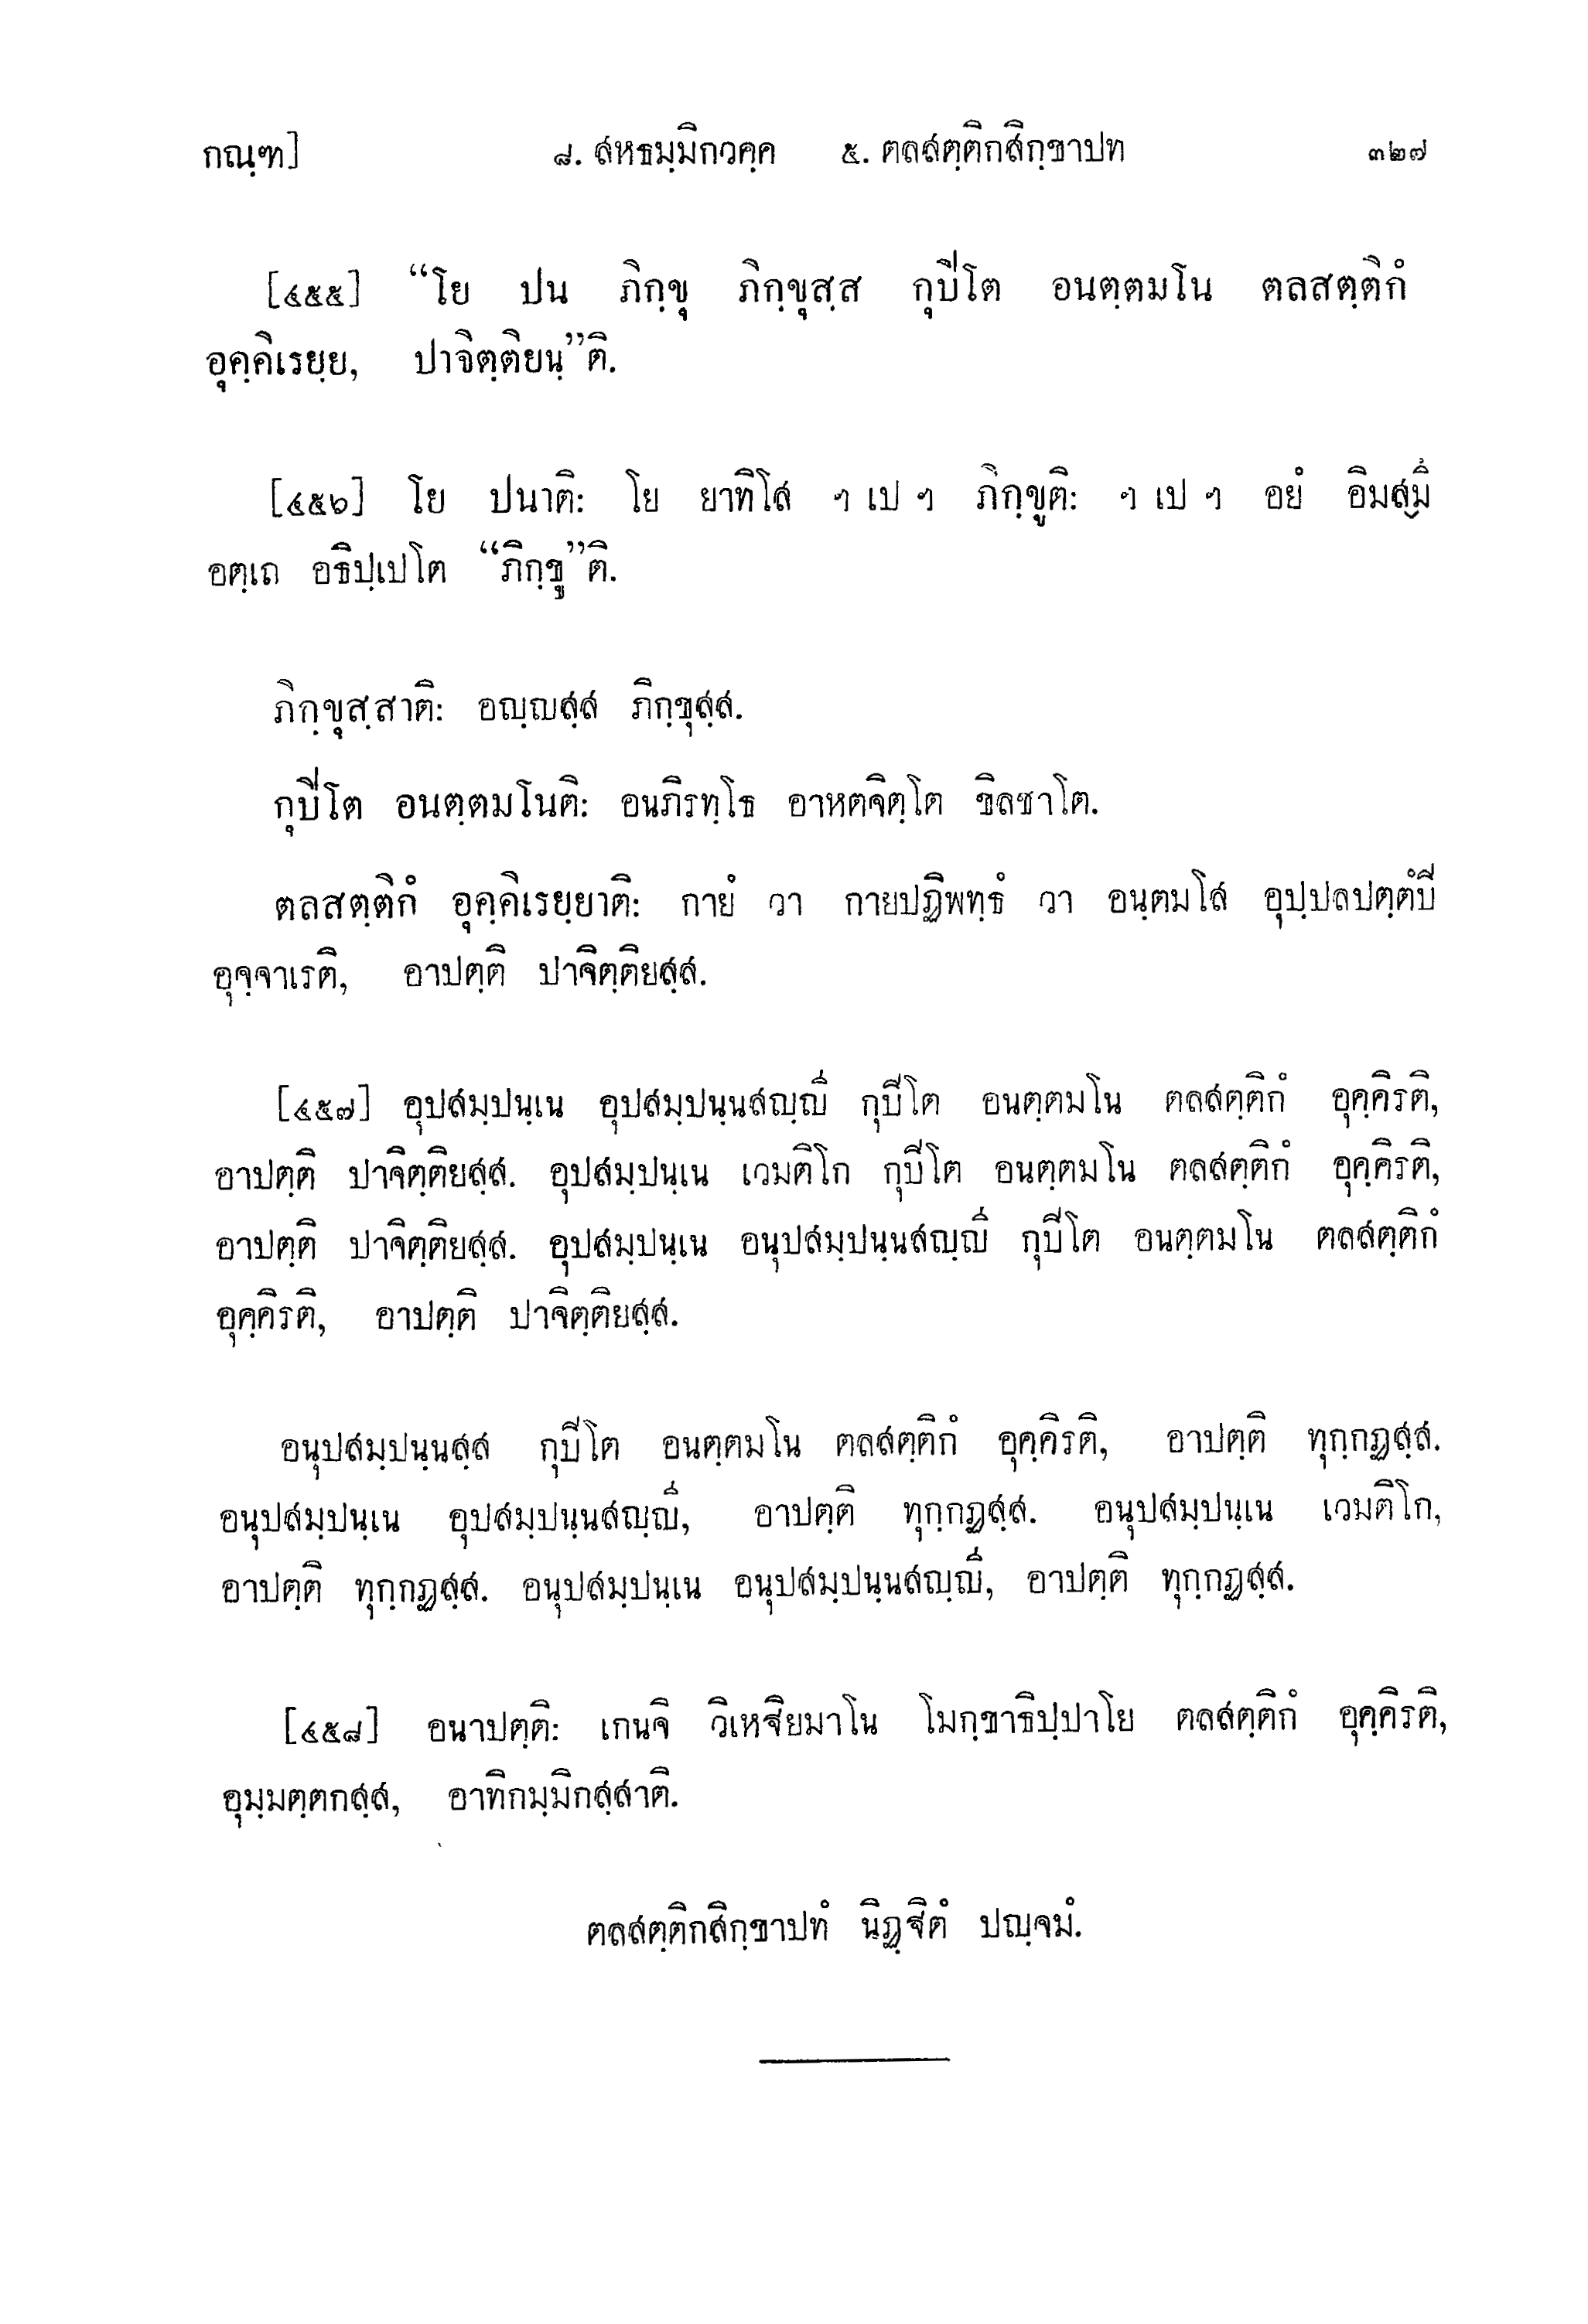 กณฺฑ] ๘. สหธมฺมิกวคฺค ๕. ตลสตฺติกสิกฺขาปท ๓๒๗
[๔๕๕] “โย ปน ภิกฺขุ ภิกฺขุสฺส กุปิโต อนตฺตมโน ตลสตฺติกํ
อุคฺคิเรยฺย, ปาจิตฺติยนฺ”ติ.
[๔๕๖] โย ปนาติ: โย ยาทิโส ฯ เป ฯ ภิกฺขูติ: ฯ เป ฯ อยํ อิมสฺมึ
อตฺเถ อธิปฺเปโต “ภิกฺขู”ติ.
ภิกฺขุสฺสาติ: อญฺญสฺส ภิกฺขุสฺส.
กุปิโต อนตฺตมโนติ: อนภิรทฺโธ อาหตจิตฺโต ขิลชาโต.
ตลสตฺติกํ อุคฺคิเรยฺยาติ: กายํ วา กายปฏิพทฺธํ วา อนฺตมโส อุปฺปลปตฺตํปิ
อุจฺจาเรติ, อาปตฺติ ปาจิตฺติยสฺส.
[๔๕๗] อุปสมฺปนฺเน อุปสมฺปนฺนสญฺญี กุปิโต อนตฺตมโน ตลสตฺติกํ อุคฺคิรติ,
อาปตฺติ ปาจิตฺติยสฺส. อุปสมฺปนฺเน เวมติโก กุปิโต อนตฺตมโน ตลสตฺติกํ อุคฺคิรติ,
อาปตฺติ ปาจิตฺติยสฺส. อุปสมฺปนฺเน อนุปสมฺปนฺนสญฺญี กุปิโต อนตฺตมโน ตลสตฺติกํ
อุคฺคิรติ, อาปตฺติ ปาจิตฺติยสฺส.
อนุปสมฺปนฺนสฺส กุปิโต อนตฺตมโน ตลสตฺติกํ อุคฺคิรติ, อาปตฺติ ทุกฺกฏสฺส.
อนุปสมฺปนฺเน อุปสมฺปนฺนสญฺญี, อาปตฺติ ทุกฺกฏสฺส. อนุปสมฺปนฺเน เวมติโก,
อาปตฺติ ทุกฺกฏสฺส. อนุปสมฺปนฺเน อนุปสมฺปนฺนสญฺญี, อาปตฺติ ทุกฺกฏสฺส.
[๔๕๘] อนาปตฺติ: เกนจิ วิเหฐิยมาโน โมกฺขาธิปฺปาโย ตลสตฺติกํ อุคฺคิรติ,
อุมฺมตฺตกสฺส, อาทิกมฺมิกสฺสาติ.
ตลสตฺติกสิกฺขาปทํ นิฏฺฐิตํ ปญฺจมํ.